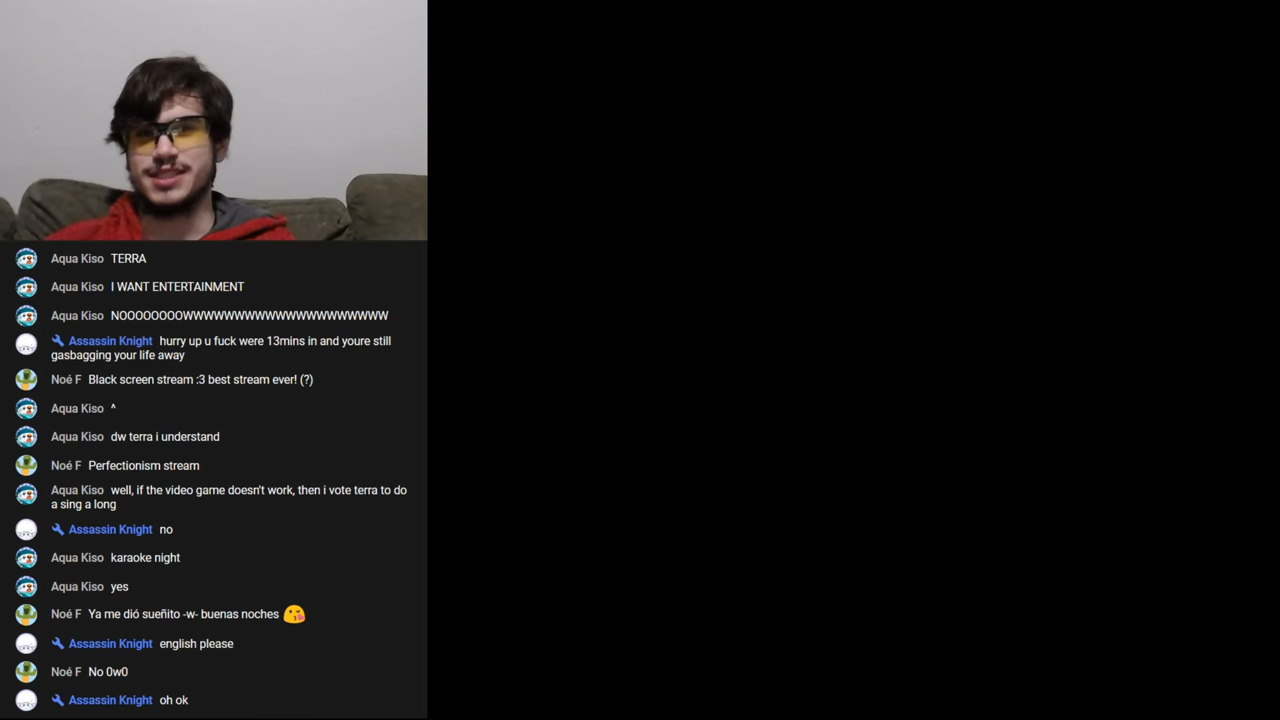 Aqua Kiso TERRA
Aqua Kiso I WANT ENTERTAINMENT
Aqua Kiso NOOOOOOOOWWWWWWWWWWWWWWWWWWWW
Assassin Knight hurry up u fuck were 13mins in and youre still
gasbagging your life away
Noé F Black screen stream :3 best stream ever! (?)
Aqua Kiso ^
Aqua Kiso dw terra i understand
Noé F Perfectionism stream
Aqua Kiso well, if the video game doesn't work, then i vote terra to do
a sing a long
Assassin Knight no
Aqua Kiso karaoke night
Aqua Kiso yes
Noé F Ya me dió sueñito -w- buenas noches 😘
Assassin Knight english please
Noé F No 0w0
Assassin Knight oh ok